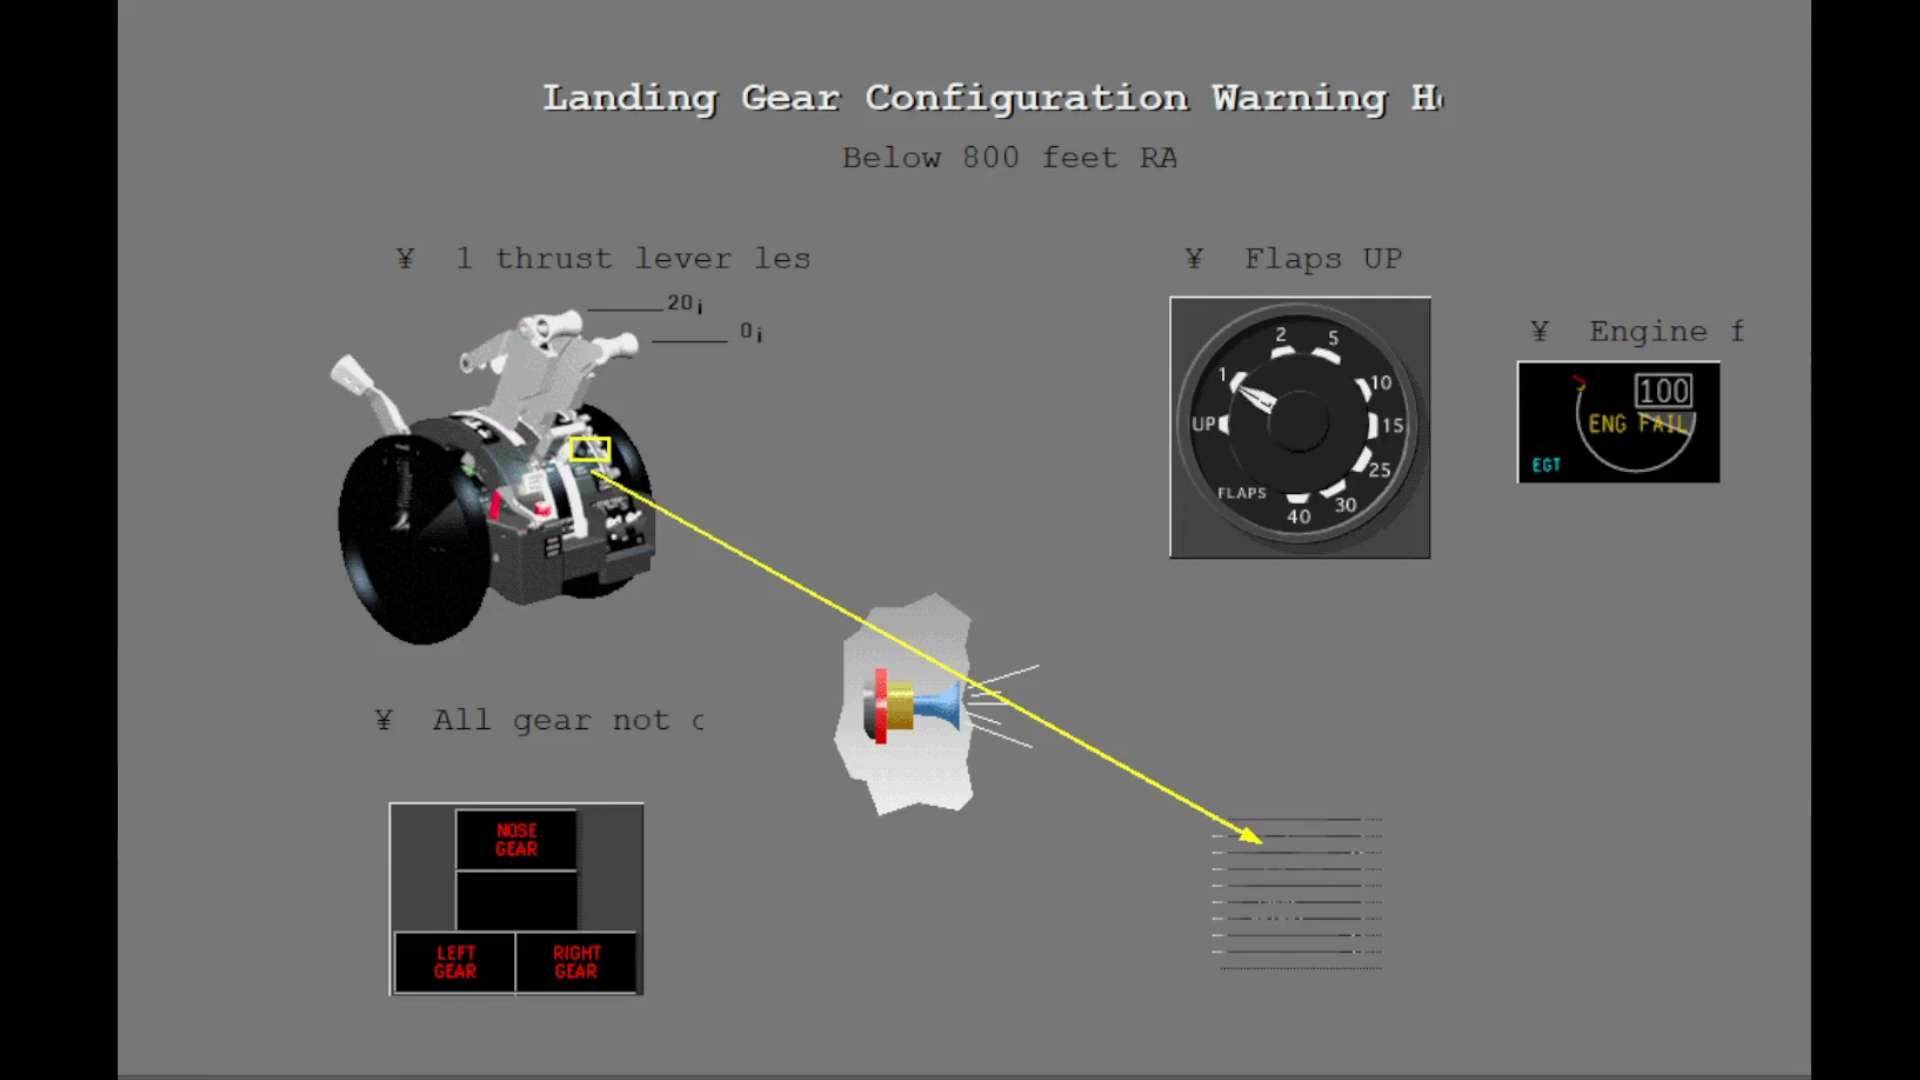 Landing Gear Configuration Warning H
Below 800 feet RA
¥ 1 thrust lever les
20¡
0¡
¥ Flaps UP
2
5
1
10
UP
15
25
FLAPS
30
40
¥ Engine f
100
ENG FAIL
EGT
¥ All gear not
NOSE
GEAR
LEFT
GEAR
RIGHT
GEAR